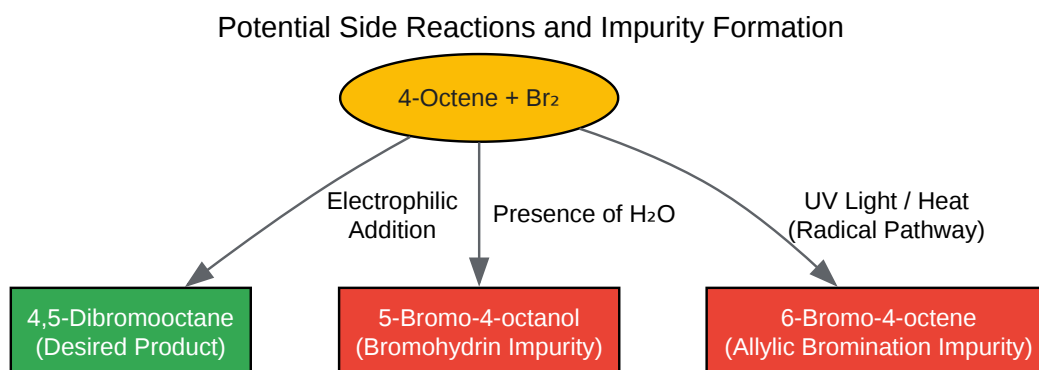 Potential Side Reactions and Impurity Formation
4-Octene + Br₂
Electrophilic
Addition
Presence of H₂O
UV Light / Heat
(Radical Pathway)
4,5-Dibromooctane
(Desired Product)
5-Bromo-4-octanol
(Bromohydrin Impurity)
6-Bromo-4-octene
(Allylic Bromination Impurity)